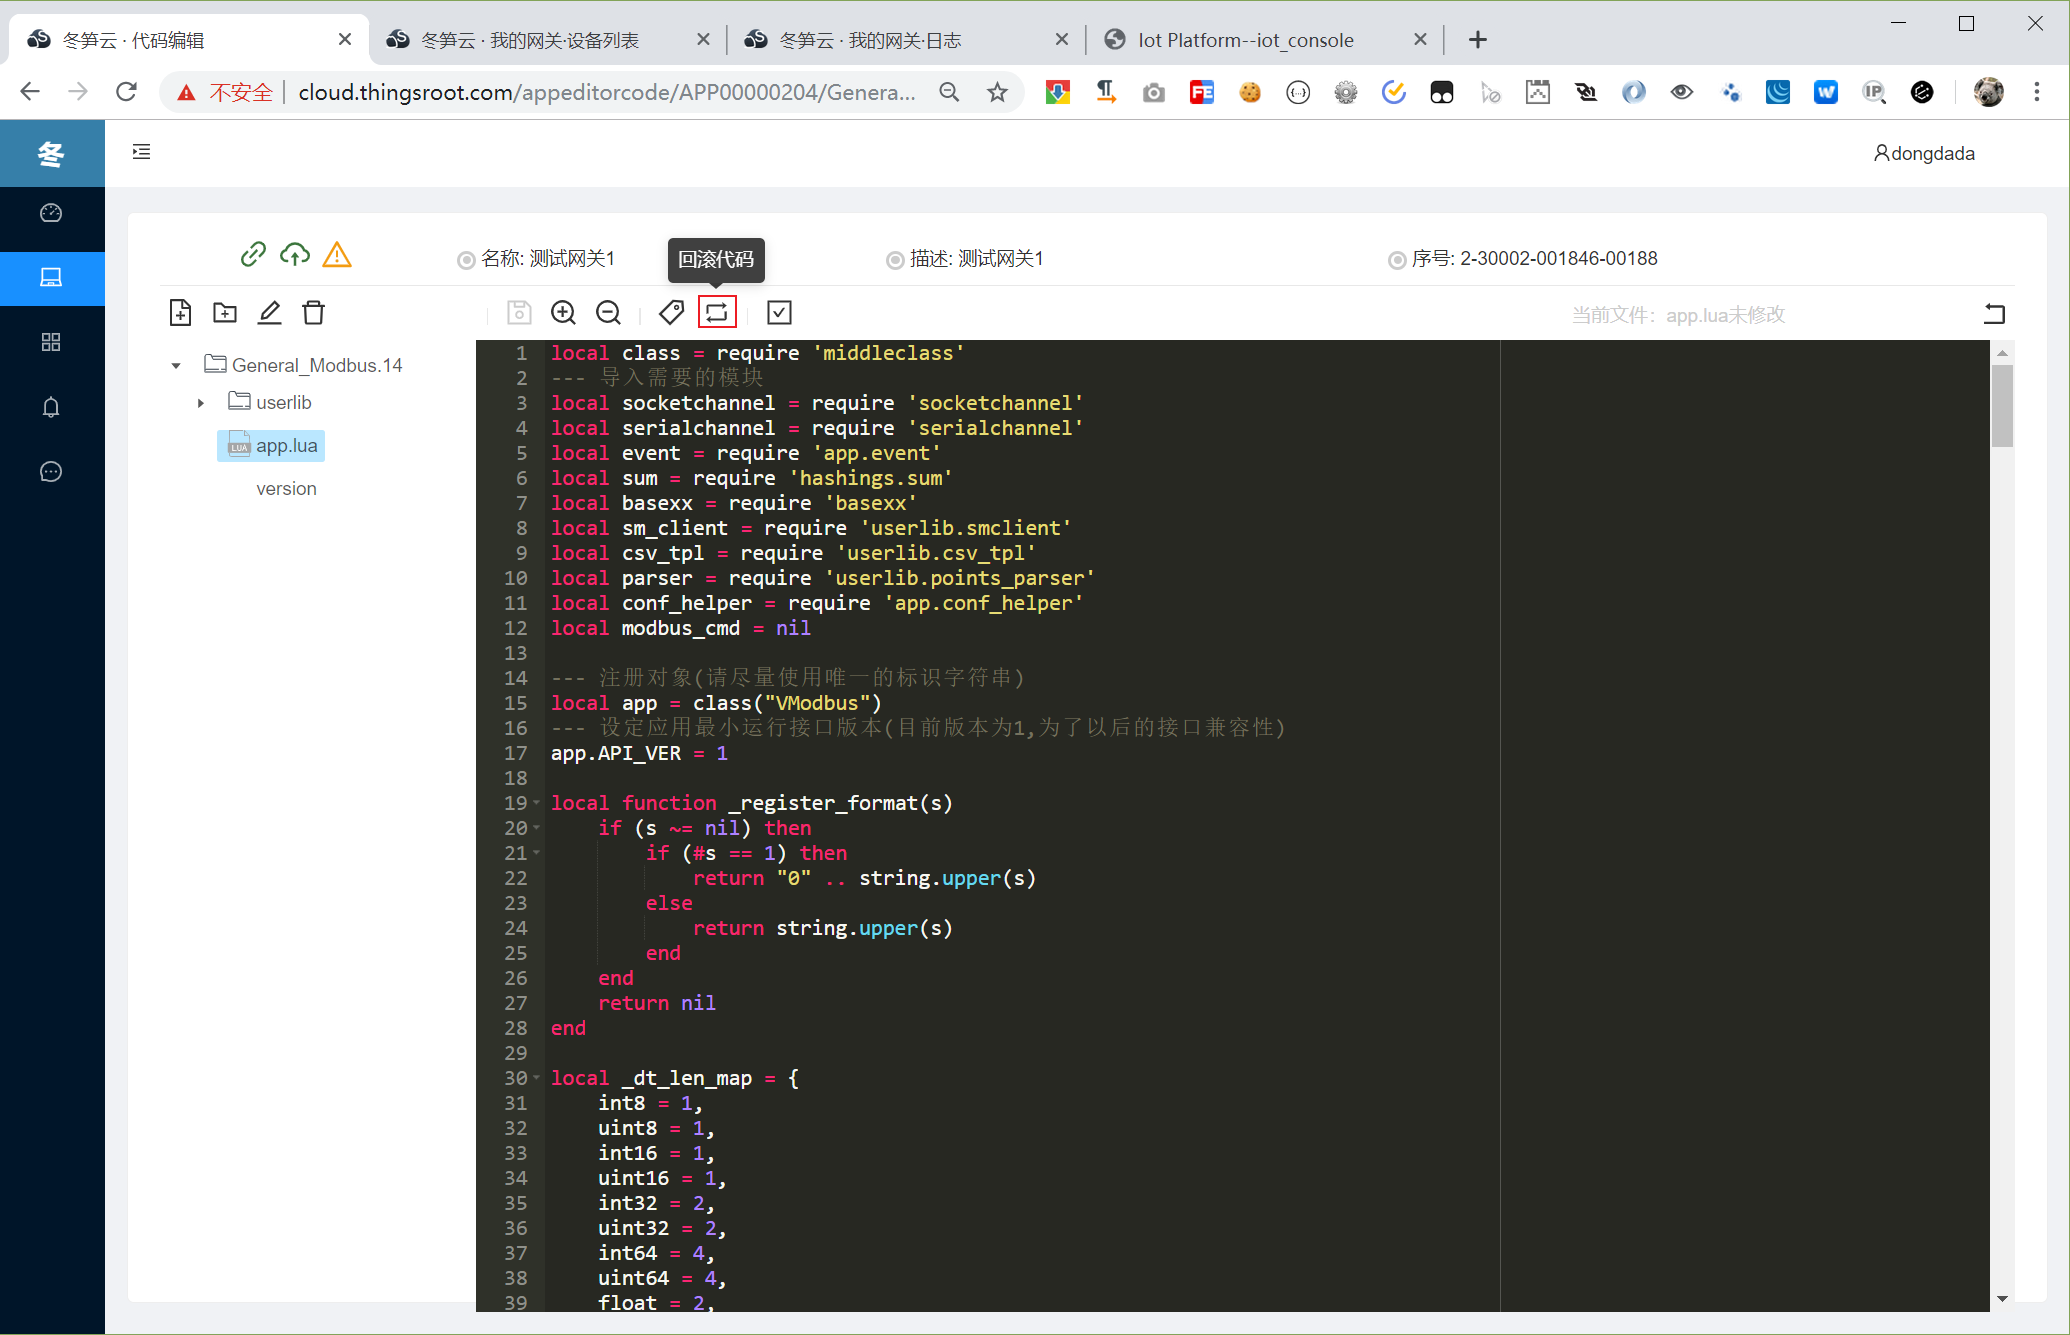 冬笋云 · 代码编辑
冬笋云 · 我的网关·设备列表
冬笋云 · 我的网关·日志
Iot Platform--iot_console
不安全
cloud.thingsroot.com/appeditorcode/APP00000204/Genera...
冬
dongdada
名称: 测试网关1
回滚代码
描述: 测试网关1
序号: 2-30002-001846-00188
当前文件: app.lua未修改
General_Modbus.14
userlib
LUA app.lua
version
1 local class = require 'middleclass'
2 --- 导入需要的模块
3 local socketchannel = require 'socketchannel'
4 local serialchannel = require 'serialchannel'
5 local event = require 'app.event'
6 local sum = require 'hashings.sum'
7 local basexx = require 'basexx'
8 local sm_client = require 'userlib.smclient'
9 local csv_tpl = require 'userlib.csv_tpl'
10 local parser = require 'userlib.points_parser'
11 local conf_helper = require 'app.conf_helper'
12 local modbus_cmd = nil
13
14 --- 注册对象(请尽量使用唯一的标识字符串)
15 local app = class("VModbus")
16 --- 设定应用最小运行接口版本(目前版本为1,为了以后的接口兼容性)
17 app.API_VER = 1
18
19 local function _register_format(s)
20 if (s ~= nil) then
21 if (#s == 1) then
22 return "0" .. string.upper(s)
23 else
24 return string.upper(s)
25 end
26 end
27 return nil
28 end
29
30 local _dt_len_map = {
31 int8 = 1,
32 uint8 = 1,
33 int16 = 1,
34 uint16 = 1,
35 int32 = 2,
36 uint32 = 2,
37 int64 = 4,
38 uint64 = 4,
39 float = 2,